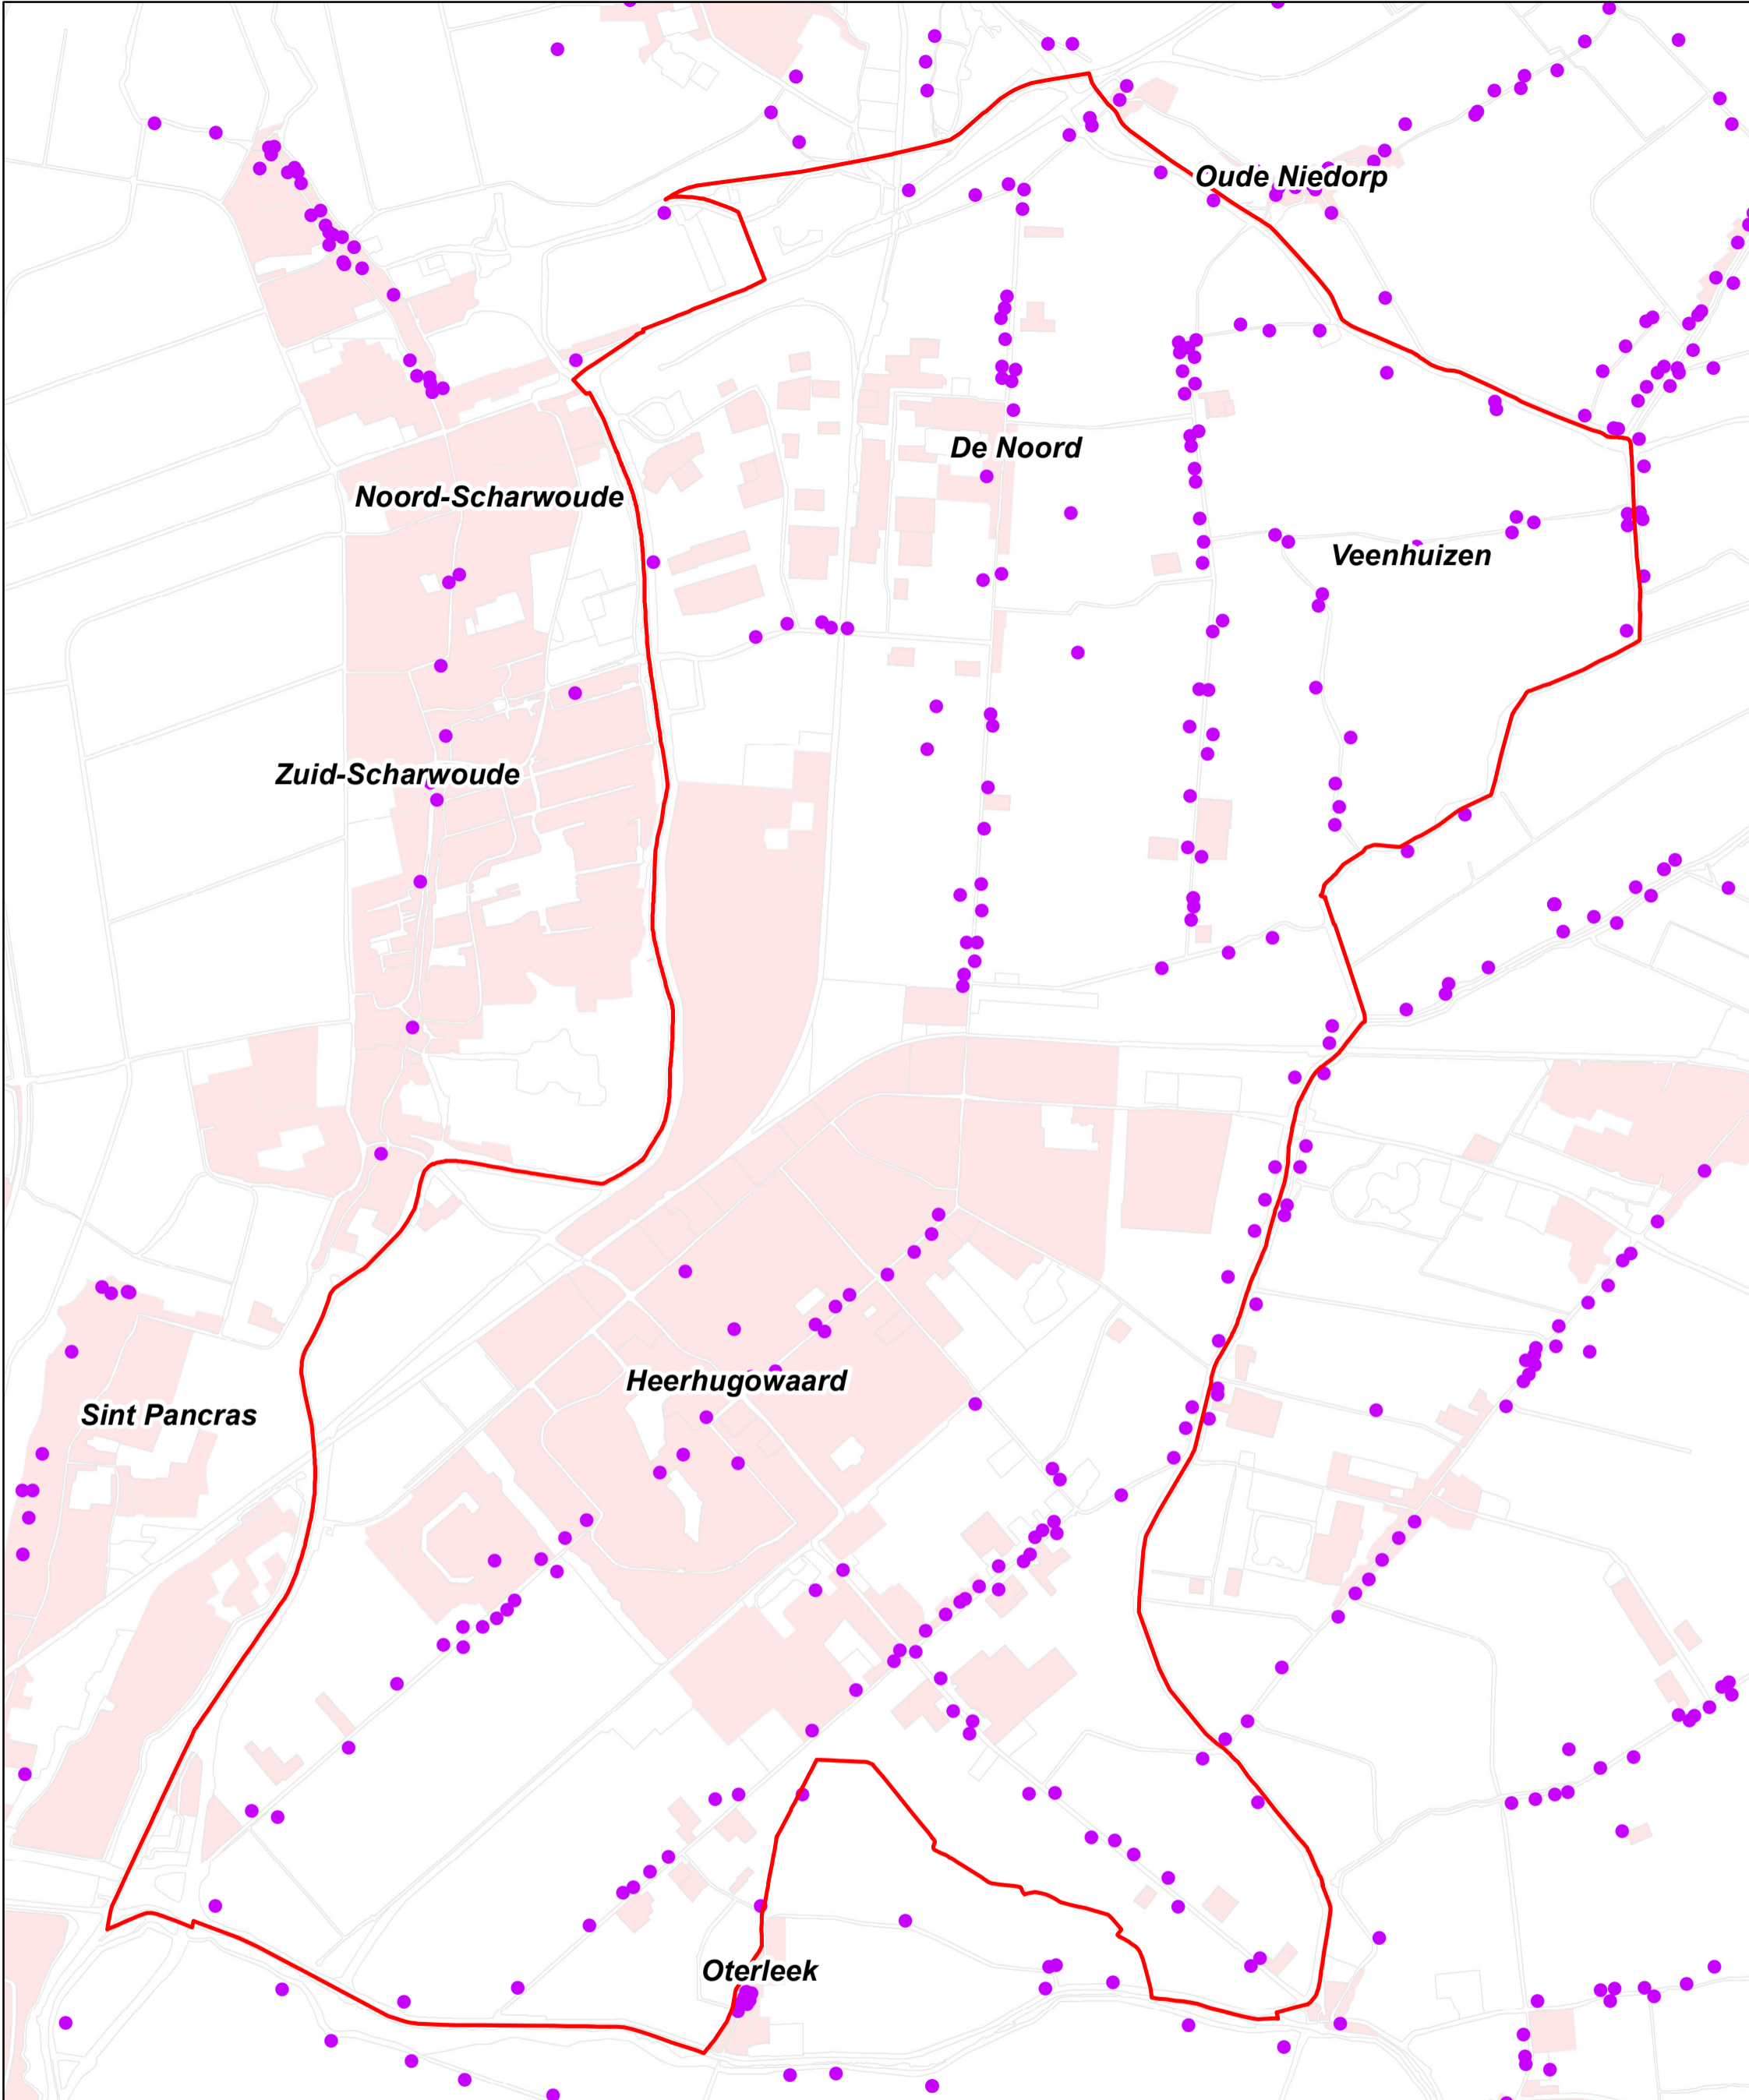 Oude Niedorp
De Noord
Noord-Scharwoude
Veenhuizen
Zuid-Scharwoude
Heerhugowaard
Sint Pancras
Oterleek